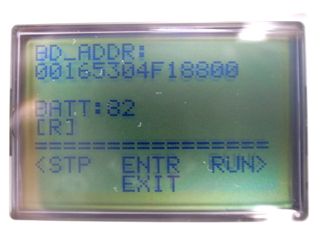 BD_ADDR:
00165304F18800
BATT:82
[R]
==================
<STP ENTR RUN>
EXIT